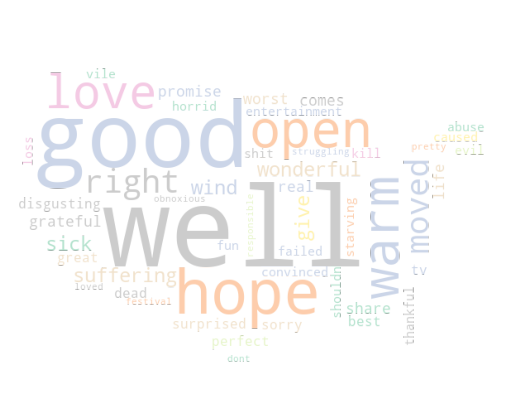 vile
love
promise
horrid
worst
comes
entertainment
good
open
abuse
caused
evil
pretty
loss
shit
struggling
kill
right
wonderful
wind
real
life
disgusting
grateful
obnoxious
well
responsible
give
starving
warm
moved
sick
fun
failed
great
suffering
convinced
tv
loved
dead
festival
hope
shouldn
share
best
thankful
surprised
sorry
perfect
dont